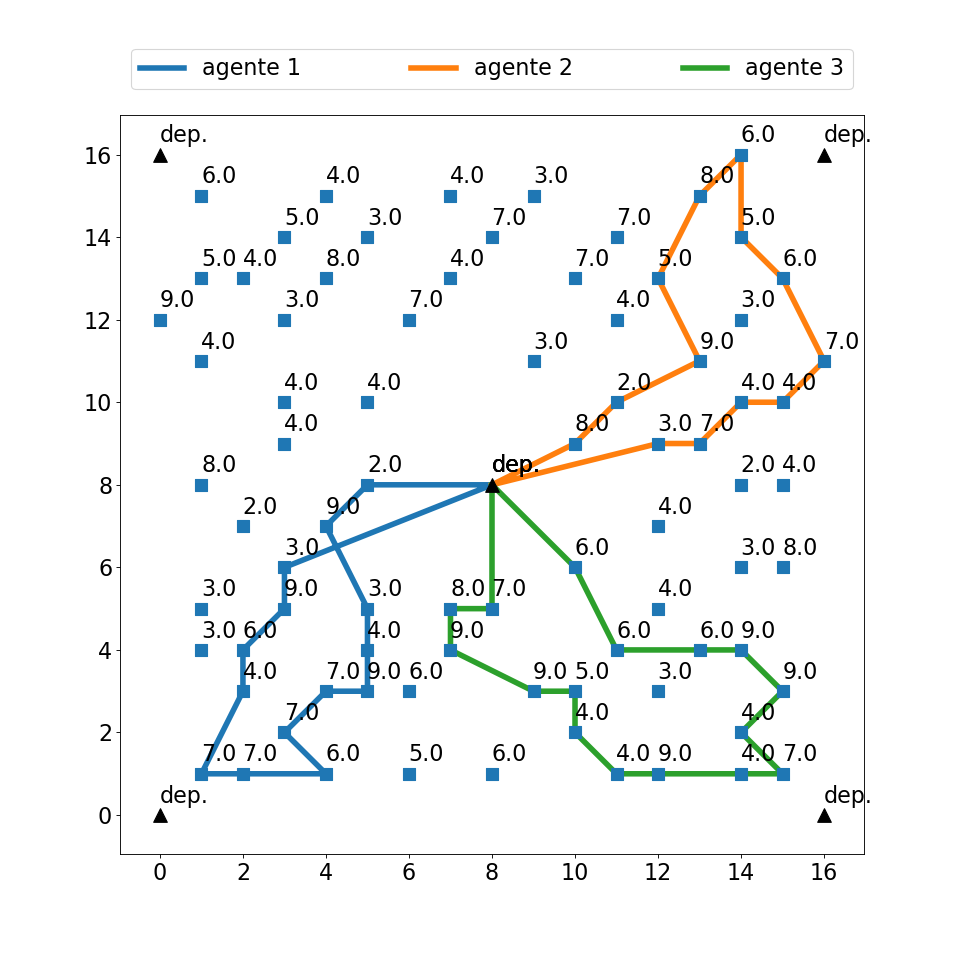 agente 1 agente 2 agente 3
6.0
dep. dep.
16
6.0 4.0 4.0 3.0 8.0
5.0 3.0 7.0 7.0 5.0
14
5.0 4.0 8.0 4.0 7.0 5.0 6.0
9.0 3.0 7.0 4.0 3.0
12
4.0 3.0 9.0 7.0
4.0 4.0 2.0 4.0 4.0
10
4.0 8.0 3.0 7.0
8.0 2.0 dep. 2.0 4.0
8
2.0 9.0 4.0
3.0 6.0 3.0 8.0
6
3.0 9.0 3.0 8.0 7.0 4.0
3.0 6.0 4.0 9.0 6.0 6.0 9.0
4
4.0 7.0 9.0 6.0 9.0 5.0 3.0 9.0
7.0 4.0 4.0
2
7.0 7.0 6.0 5.0 6.0 4.0 9.0 4.0 7.0
dep. dep.
0
0 2 4 6 8 10 12 14 16